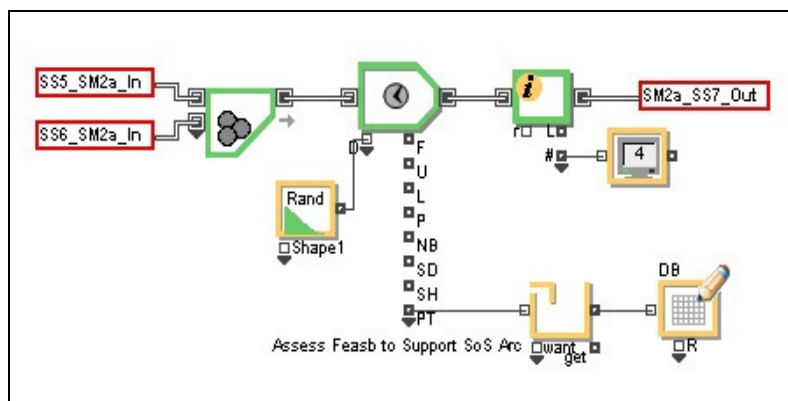 SS5_SM2a_In
SS6_SM2a_In
SM2a_SS7_Out
i
r
L
#
4
D
F
U
L
P
NB
SD
SH
PT
Rand
Shape1
DB
Assess Feasb to Support SoS Arc
want
get
R